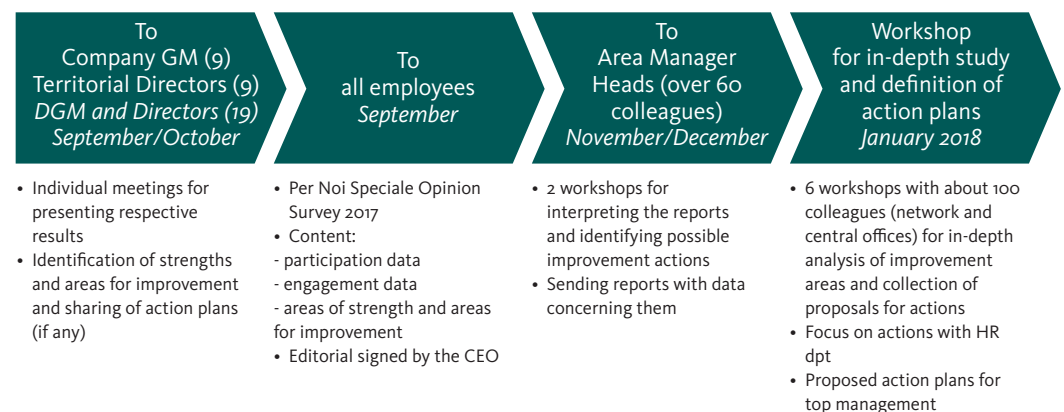 To
Company GM (9)
Territorial Directors (9)
DGM and Directors (19)
September/October
To
all employees
September
To
Area Manager
Heads (over 60
colleagues)
November/December
Workshop
for in-depth study
and definition of
action plans
January 2018
• Individual meetings for
presenting respective
results
• Identification of strengths
and areas for improvement
and sharing of action plans
(if any)
• Per Noi Speciale Opinion
Survey 2017
• Content:
- participation data
- engagement data
- areas of strength and areas
for improvement
• Editorial signed by the CEO
• 2 workshops for
interpreting the reports
and identifying possible
improvement actions
• Sending reports with data
concerning them
• 6 workshops with about 100
colleagues (network and
central offices) for in-depth
analysis of improvement
areas and collection of
proposals for actions
• Focus on actions with HR
dpt
• Proposed action plans for
top management